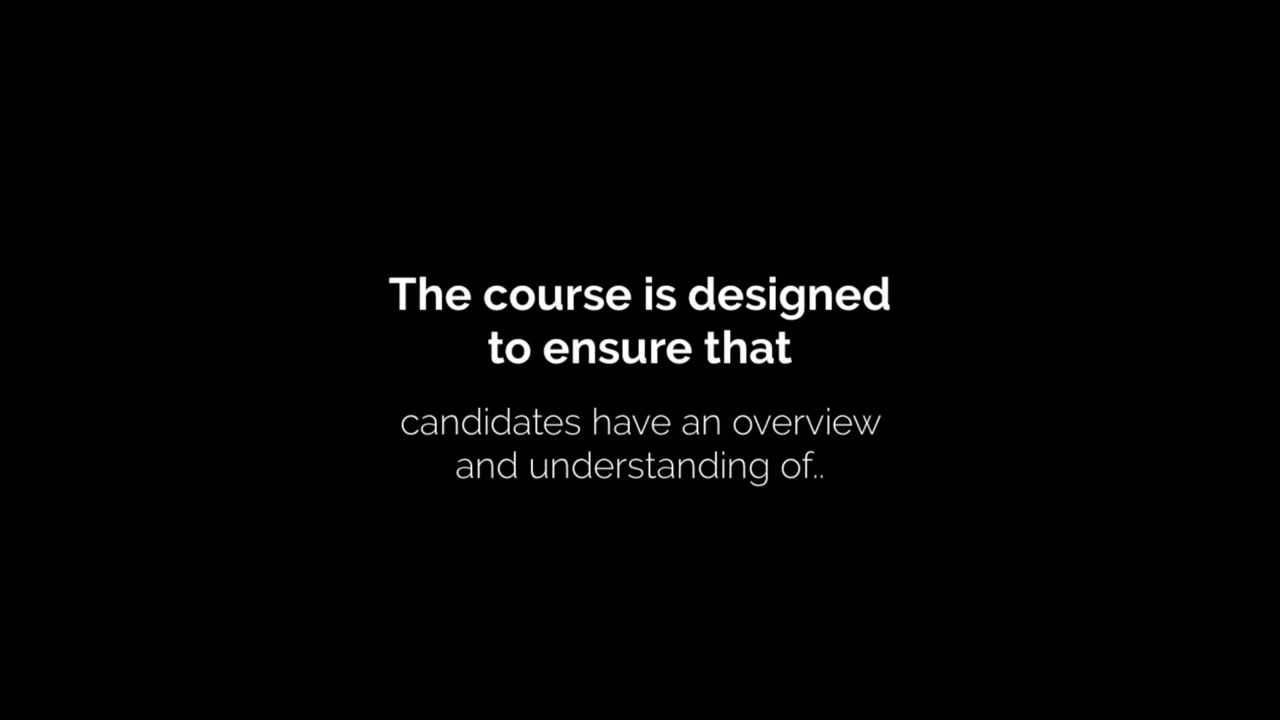 The course is designed
to ensure that
candidates have an overview
and understanding of..